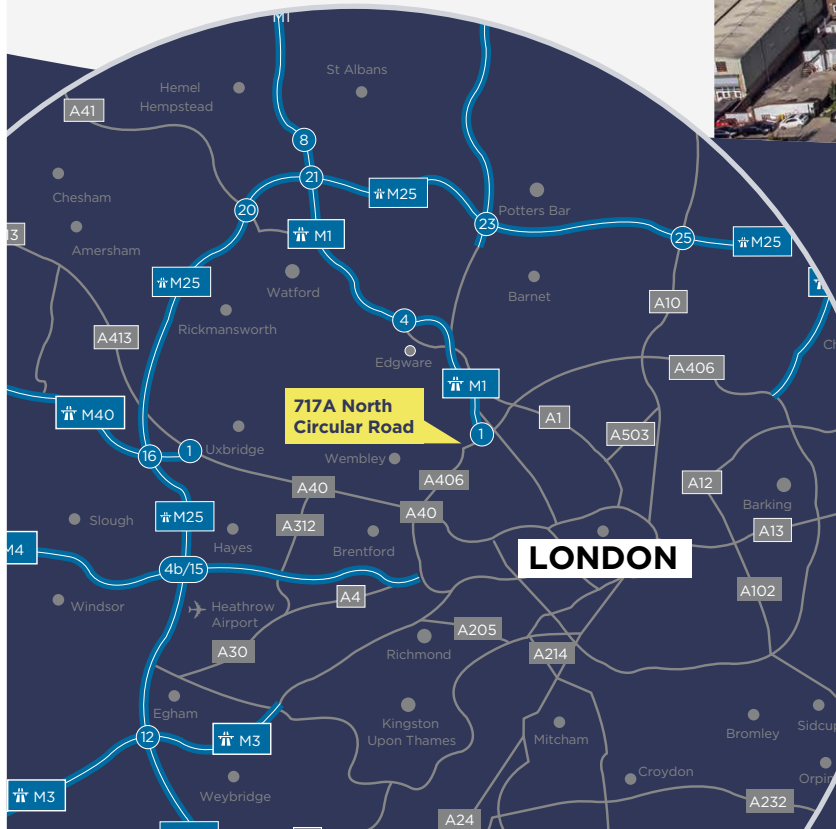 M1
St Albans
Hemel
Hempstead
A41
8
21
Chesham
M25
20
Potters Bar
23
13
M1
25
M25
Amersham
M25
Watford
Barnet
A10
Rickmansworth
4
A413
Edgware
A406
M1
717A North
Circular Road
M40
A1
A503
1
1
Uxbridge
16
Wembley
A406
A12
A40
Barking
A40
M25
Slough
A312
Hayes
Brentford
A13
M4
LONDON
4b/15
A102
Windsor
A4
Heathrow
Airport
A205
A30
Richmond
A214
Egham
Kingston
Upon Thames
Mitcham
Bromley
Sidcup
12
M3
Croydon
Weybridge
M3
Orpin
A232
A24